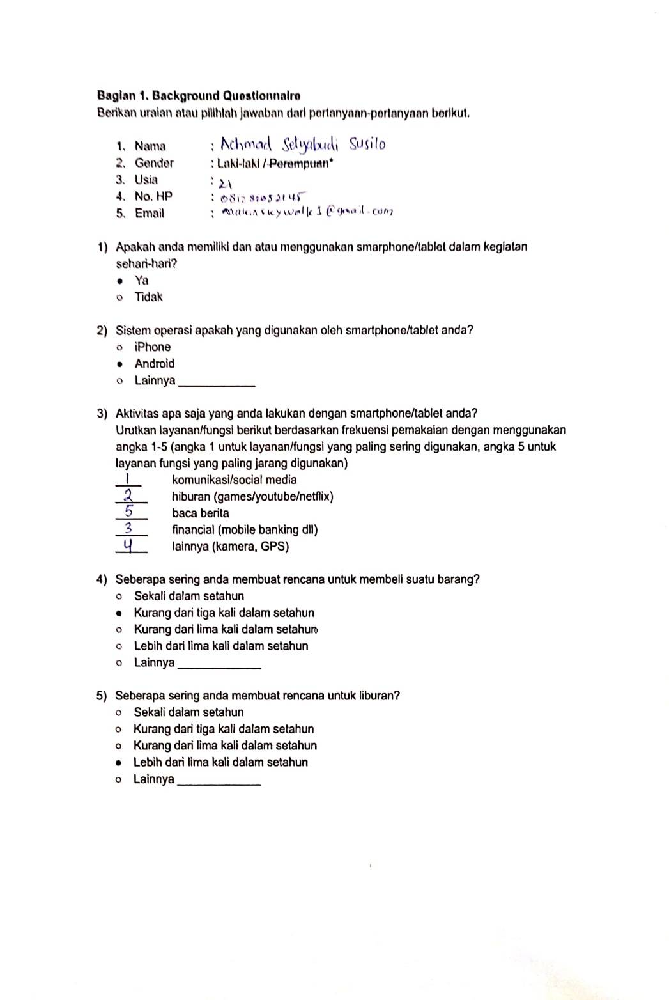 Bagian 1. Background Questionnaire
Berikan uraian atau pilihlah jawaban dari pertanyaan-pertanyaan berikut.
1. Nama : Achmad Setyabudi Susilo
2. Gender : Laki-laki / Perempuan*
3. Usia : 21
4. No. HP : 081282052145
5. Email :
1) Apakah anda memiliki dan atau menggunakan smarphone/tablet dalam kegiatan
sehari-hari?
● Ya
o Tidak
2) Sistem operasi apakah yang digunakan oleh smartphone/tablet anda?
o iPhone
● Android
o Lainnya ____________
3) Aktivitas apa saja yang anda lakukan dengan smartphone/tablet anda?
Urutkan layanan/fungsi berikut berdasarkan frekuensi pemakaian dengan menggunakan
angka 1-5 (angka 1 untuk layanan/fungsi yang paling sering digunakan, angka 5 untuk
layanan fungsi yang paling jarang digunakan)
1 komunikasi/social media
2 hiburan (games/youtube/netflix)
5 baca berita
3 financial (mobile banking dll)
4 lainnya (kamera, GPS)
4) Seberapa sering anda membuat rencana untuk membeli suatu barang?
o Sekali dalam setahun
● Kurang dari tiga kali dalam setahun
o Kurang dari lima kali dalam setahun
o Lebih dari lima kali dalam setahun
o Lainnya _____________
5) Seberapa sering anda membuat rencana untuk liburan?
o Sekali dalam setahun
o Kurang dari tiga kali dalam setahun
o Kurang dari lima kali dalam setahun
● Lebih dari lima kali dalam setahun
o Lainnya _____________